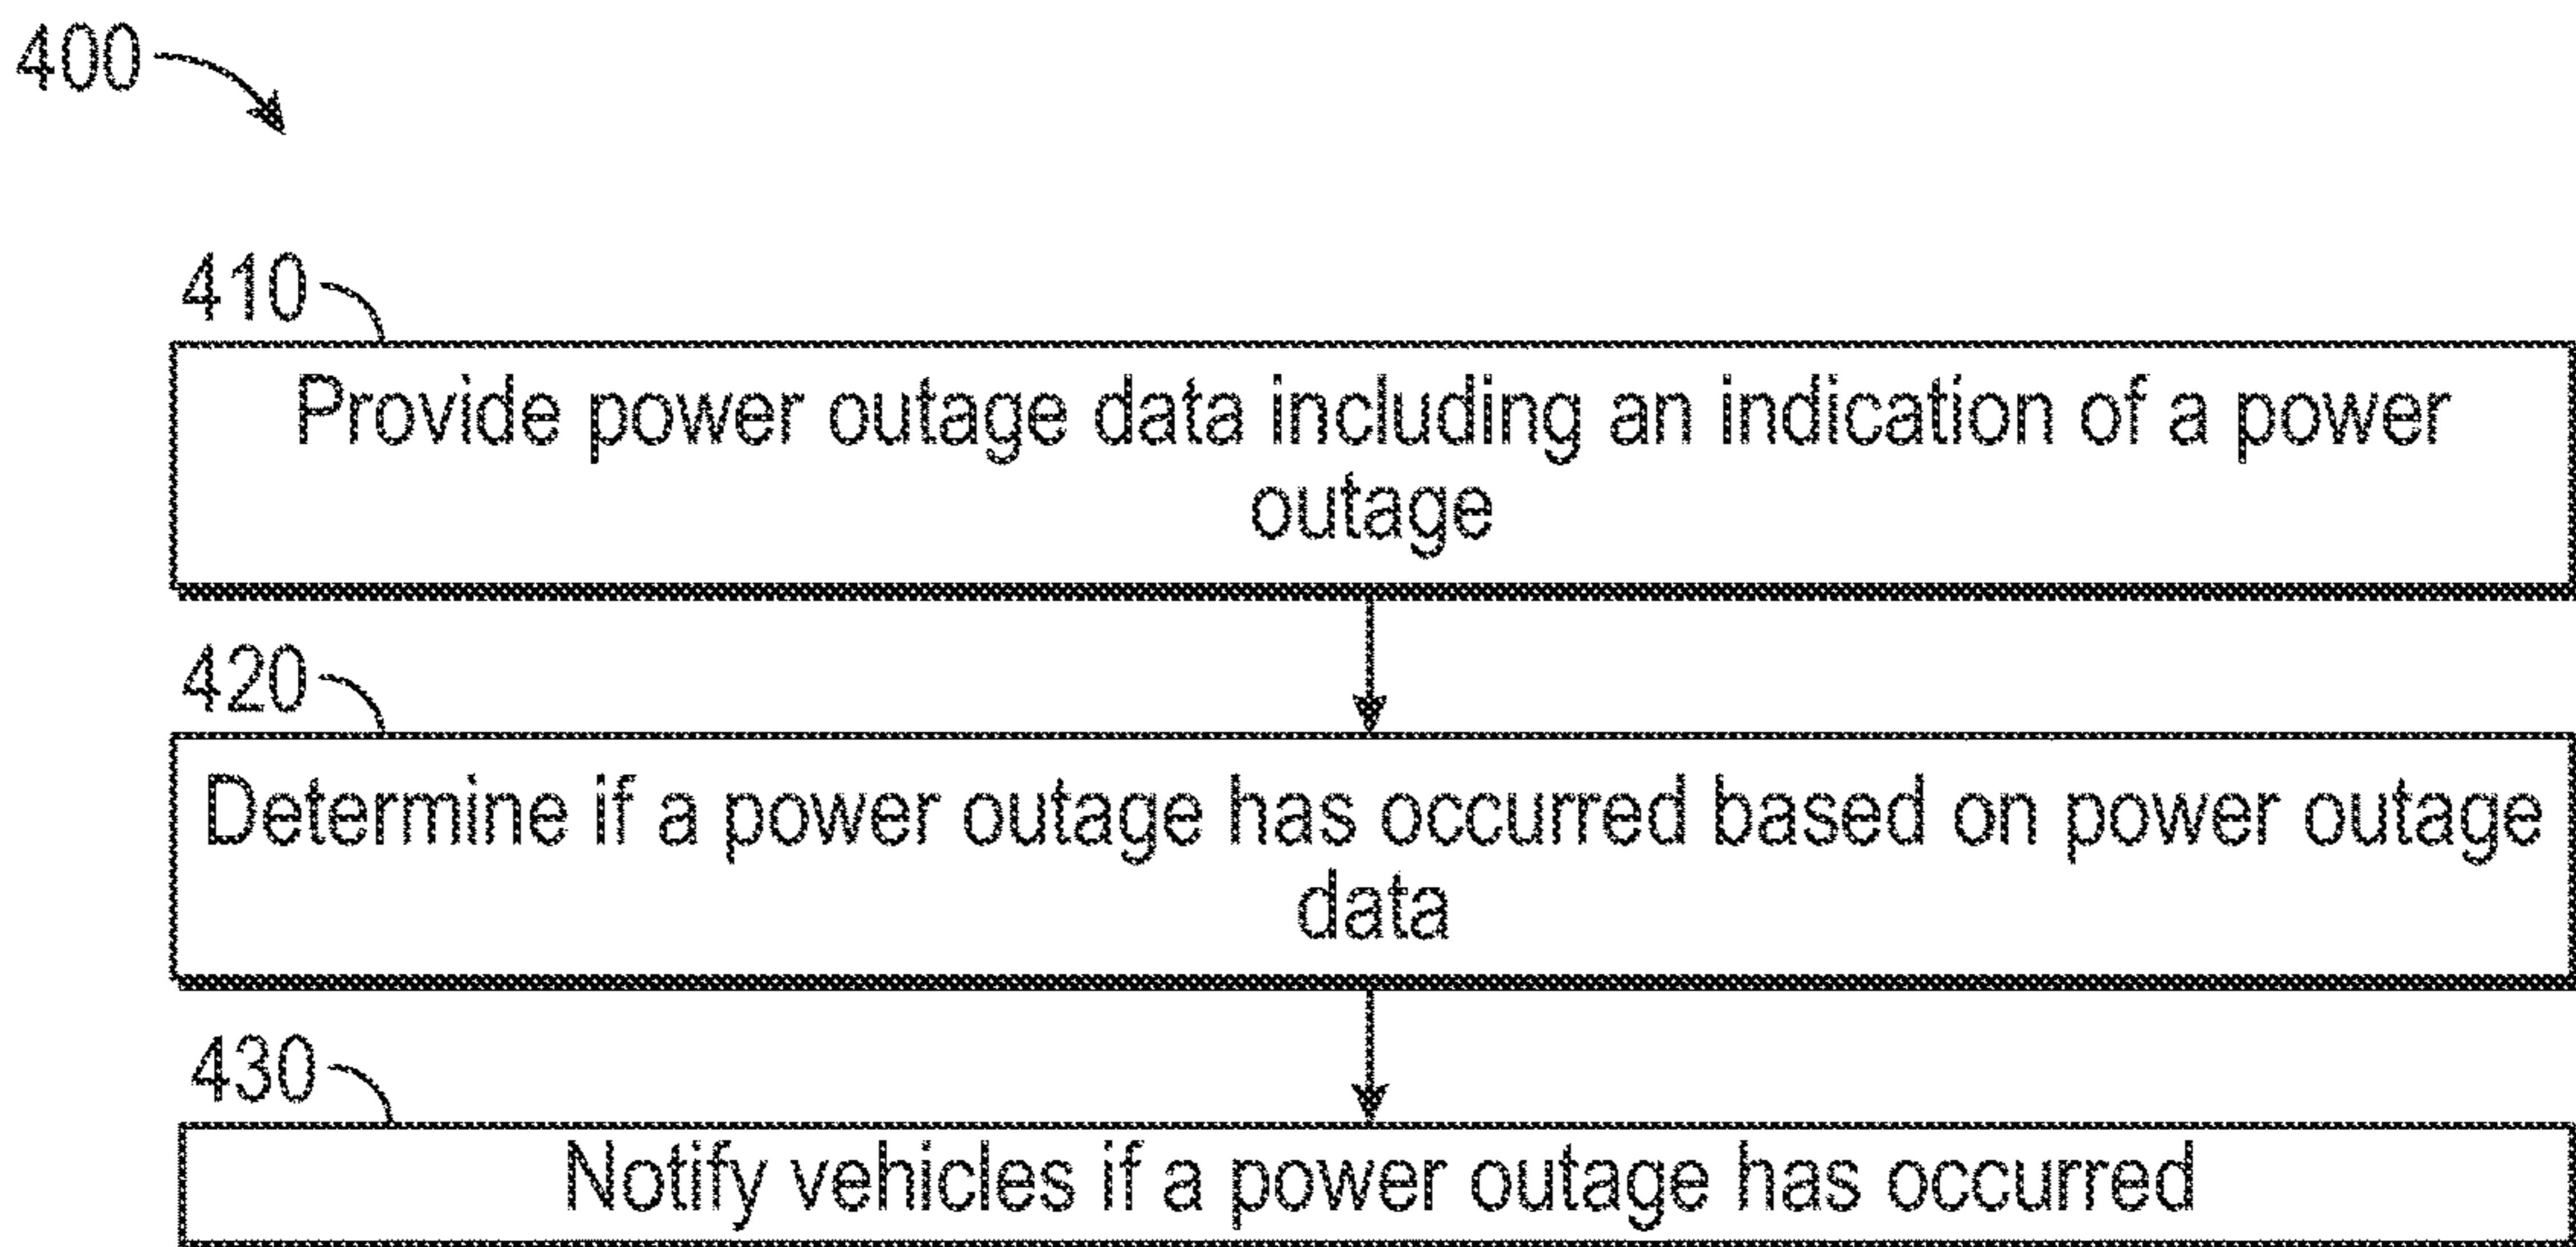 400
410
Provide power outage data including an indication of a power
outage
420
Determine if a power outage has occurred based on power outage
data
430
Notify vehicles if a power outage has occurred